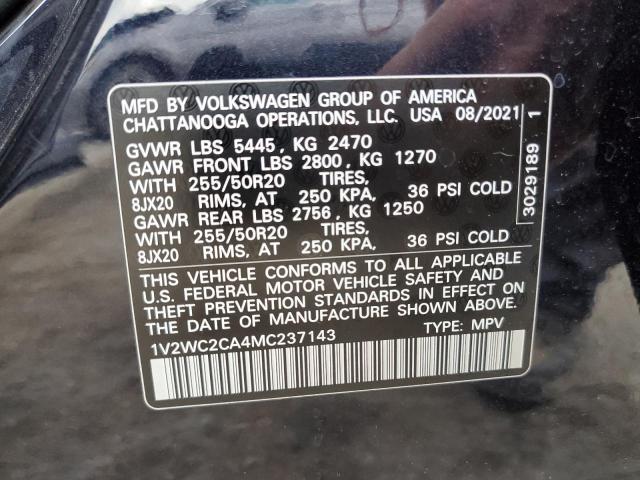 MFD BY VOLKSWAGEN GROUP OF AMERICA
CHATTANOOGA OPERATIONS, LLC. USA 08/2021
GVWR LBS 5445, KG 2470
GAWR FRONT LBS 2800, KG 1270
WITH 255/50R20 TIRES,
8JX20 RIMS, AT 250 KPA, 36 PSI COLD
GAWR REAR LBS 2756, KG 1250
WITH 255/50R20 TIRES,
8JX20 RIMS, AT 250 KPA, 36 PSI COLD
THIS VEHICLE CONFORMS TO ALL APPLICABLE
U.S. FEDERAL MOTOR VEHICLE SAFETY AND
THEFT PREVENTION STANDARDS IN EFFECT ON
DATE OF MANUFACTURE SHOWN ABOVE.
1V2WC2CA4MC237143 TYPE: MPV
3029189 1